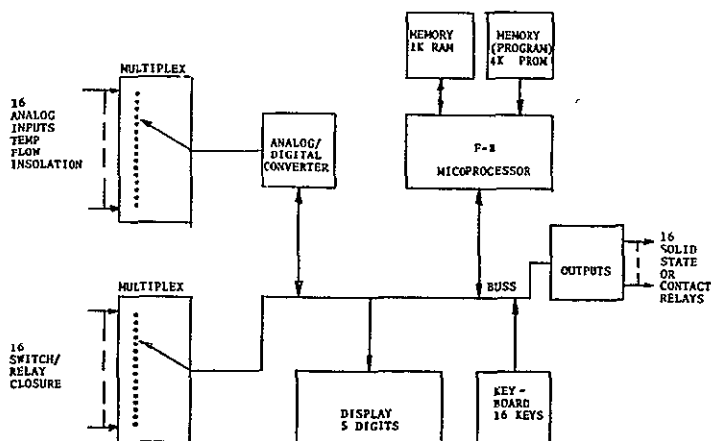 MEMORY
1K RAM
MEMORY
(PROGRAM)
4K PROM
MULTIPLEX
16
ANALOG
INPUTS
TEMP
FLOW
INSOLATION
ANALOG/
DIGITAL
CONVERTER
F-8
MICOPROCESSOR
OUTPUTS
16
SOLID
STATE
OR
CONTACT
RELAYS
MULTIPLEX
BUSS
16
SWITCH/
RELAY
CLOSURE
DISPLAY
5 DIGITS
KEY-
BOARD
16 KEYS